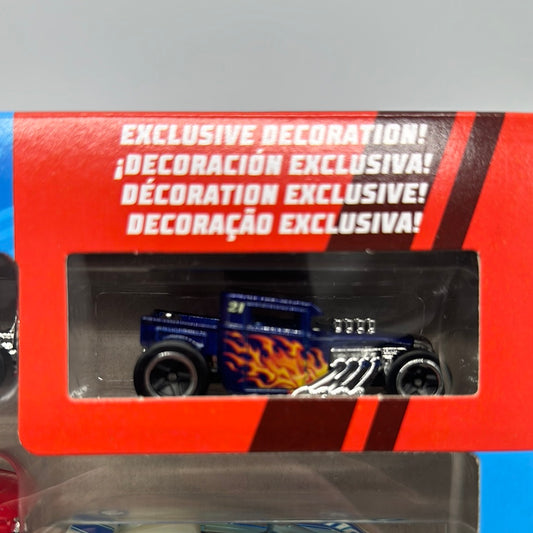 EXCLUSIVE DECORATION!
¡DECORACIÓN EXCLUSIVA!
DÉCORATION EXCLUSIVE!
DECORAÇÃO EXCLUSIVA!
21